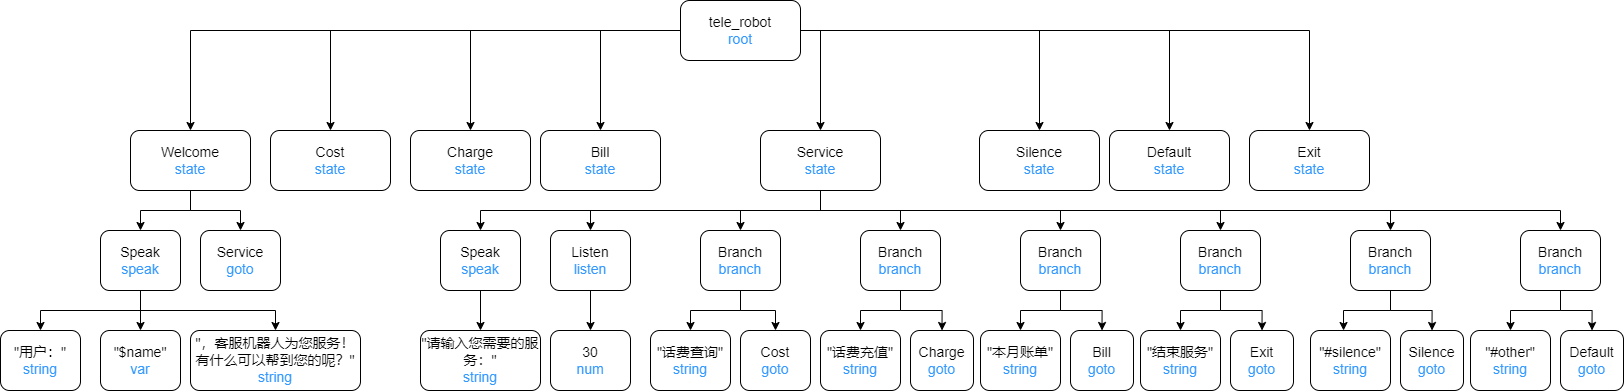 tele_robot
root
Welcome
state
Cost
state
Charge
state
Bill
state
Service
state
Silence
state
Default
state
Exit
state
Speak
speak
Service
goto
Speak
speak
Listen
listen
Branch
branch
Branch
branch
Branch
branch
Branch
branch
Branch
branch
Branch
branch
"用户："
string
"$name"
var
"，客服机器人为您服务！
有什么可以帮到您的呢？"
string
"请输入您需要的服
务："
string
30
num
"话费查询"
string
Cost
goto
"话费充值"
string
Charge
goto
"本月账单"
string
Bill
goto
"结束服务"
string
Exit
goto
"#silence"
string
Silence
goto
"#other"
string
Default
goto